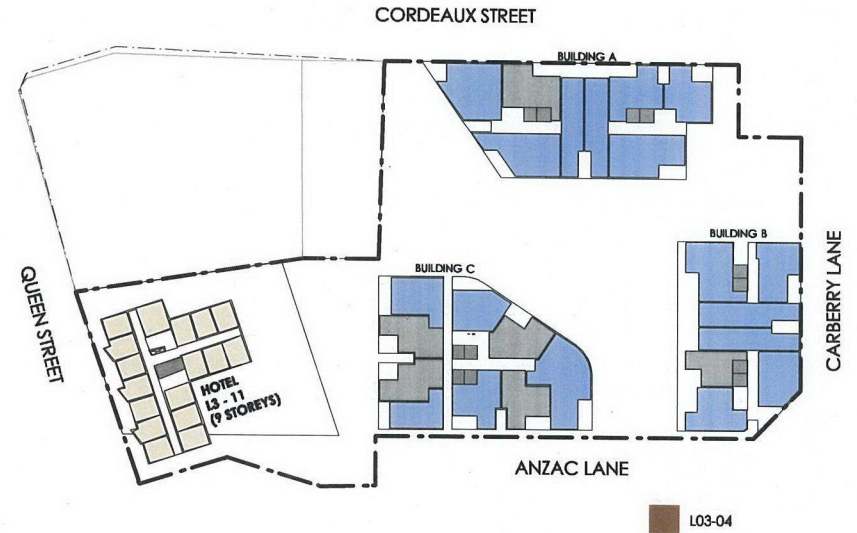 CORDEAUX STREET
BUILDING A
BUILDING B
BUILDING C
QUEEN STREET
CARBERRY LANE
HOTEL
L3 - 11
(9 STOREYS)
ANZAC LANE
L03-04